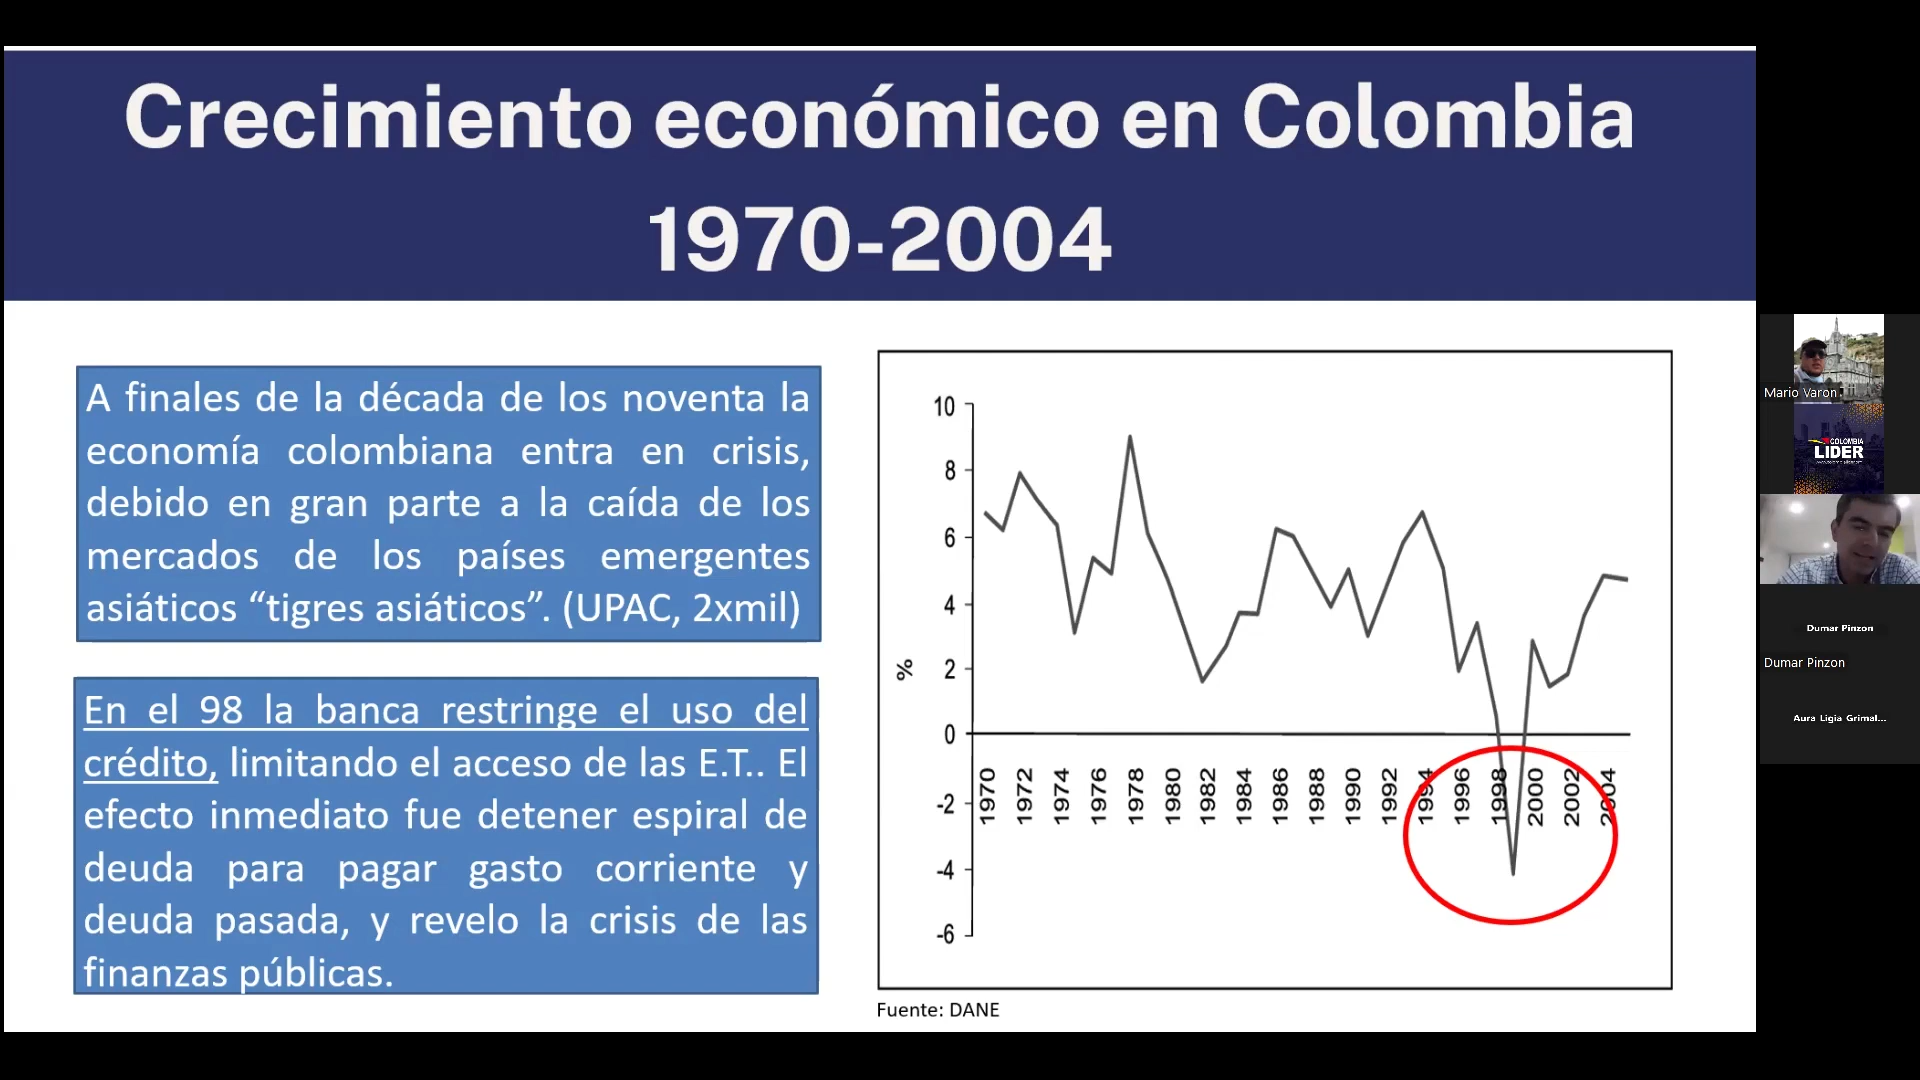 Crecimiento económico en Colombia
1970-2004
A finales de la década de los noventa la
economía colombiana entra en crisis,
debido en gran parte a la caída de los
mercados de los países emergentes
asiáticos “tigres asiáticos”. (UPAC, 2xmil)
En el 98 la banca restringe el uso del
crédito, limitando el acceso de las E.T.. El
efecto inmediato fue detener espiral de
deuda para pagar gasto corriente y
deuda pasada, y revelo la crisis de las
finanzas públicas.
10
8
6
4
2
0
-2
-4
-6
%
1970
1972
1974
1976
1978
1980
1982
1984
1986
1988
1990
1992
1994
1996
1998
2000
2002
2004
Fuente: DANE
Mario Varon
COLOMBIA
LIDER
Dumar Pinzon
Dumar Pinzon
Aura Ligia Grimal...